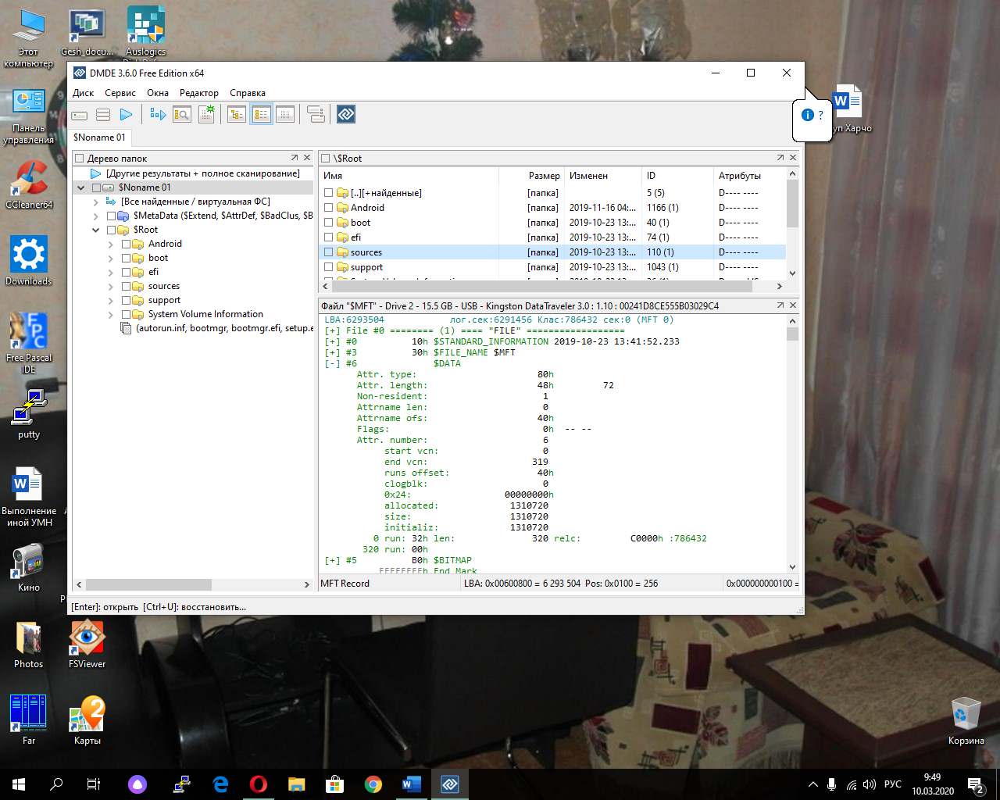 Этот
компьютер
Gesh_docu...
Auslogics
Панель
управления
CCleaner64
Downloads
Free Pascal
IDE
putty
Выполнение
иной УМН
Кино
Photos
FSViewer
Far
Карты
уп Харчо
Корзина
DMDE 3.6.0 Free Edition x64
Диск Сервис Окна Редактор Справка
$Noname 01
Дерево папок
[Другие результаты + полное сканирование]
$Noname 01
[Все найденные / виртуальная ФС]
$MetaData ($Extend, $AttrDef, $BadClus, $B
$Root
Android
boot
efi
sources
support
System Volume Information
(autorun.inf, bootmgr, bootmgr.efi, setup.e
\$Root
Имя Размер Изменен ID Атрибуты
[..][+найденные] [папка] 5 (5) D---- ----
Android [папка] 2019-11-16 04:... 1166 (1) D---- ----
boot [папка] 2019-10-23 13:... 40 (1) D---- ----
efi [папка] 2019-10-23 13:... 74 (1) D---- ----
sources [папка] 2019-10-23 13:... 110 (1) D---- ----
support [папка] 2019-10-23 13:... 1043 (1) D---- ----
Файл "$MFT" - Drive 2 - 15.5 GB - USB - Kingston DataTraveler 3.0 : 1.10 : 00241D8CE555B03029C4
LBA:6293504 лог.сек:6291456 Клас:786432 сек:0 (MFT 0)
[+] File #0 ======== (1) ==== "FILE" ==================
[+] #0 10h $STANDARD_INFORMATION 2019-10-23 13:41:52.233
[+] #3 30h $FILE_NAME $MFT
[-] #6 $DATA
Attr. type: 80h
Attr. length: 48h 72
Non-resident: 1
Attrname len: 0
Attrname ofs: 40h
Flags: 0h -- --
Attr. number: 6
start vcn: 0
end vcn: 319
runs offset: 40h
clogblk: 0
0x24: 00000000h
allocated: 1310720
size: 1310720
initializ: 1310720
0 run: 32h len: 320 relc: C0000h :786432
320 run: 00h
[+] #5 B0h $BITMAP
FFFFFFFFh End Mark
MFT Record LBA: 0x00600800 = 6 293 504 Pos: 0x0100 = 256 0x000000000100 =
[Enter]: открыть [Ctrl+U]: восстановить...
i ?
РУС
9:49
10.03.2020
2